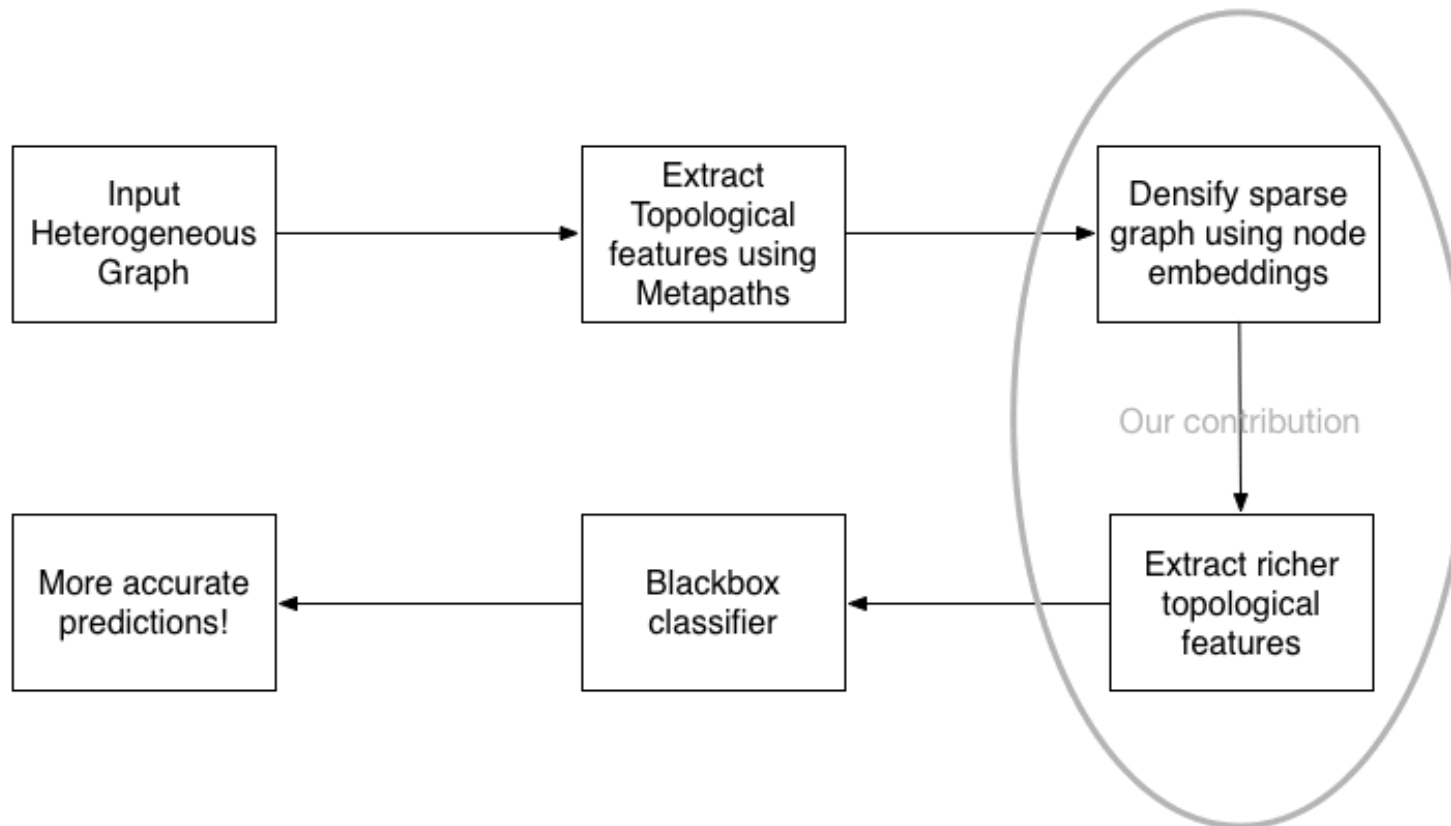 Input
Heterogeneous
Graph
Extract
Topological
features using
Metapaths
Densify sparse
graph using node
embeddings
Our contribution
Extract richer
topological
features
Blackbox
classifier
More accurate
predictions!